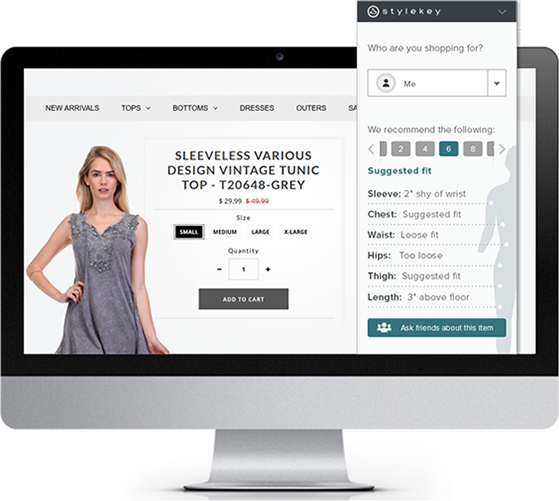 stylekey
Who are you shopping for?
Me
We recommend the following:
2 4 6 8
Suggested fit
Sleeve: 2" shy of wrist
Chest: Suggested fit
Waist: Loose fit
Hips: Too loose
Thigh: Suggested fit
Length: 3" above floor
Ask friends about this item
NEW ARRIVALS TOPS BOTTOMS DRESSES OUTERS SA
SLEEVELESS VARIOUS
DESIGN VINTAGE TUNIC
TOP - T20648-GREY
$ 29.99 $ 49.99
Size
SMALL MEDIUM LARGE X-LARGE
Quantity
- 1 +
ADD TO CART